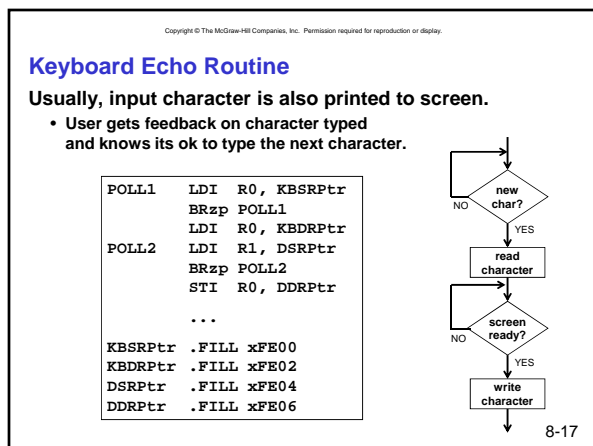 Copyright © The McGraw-Hill Companies, Inc. Permission required for reproduction or display.
Keyboard Echo Routine
Usually, input character is also printed to screen.
• User gets feedback on character typed
and knows its ok to type the next character.
POLL1 LDI R0, KBSRPtr
BRzp POLL1
LDI R0, KBDRPtr
POLL2 LDI R1, DSRPtr
BRzp POLL2
STI R0, DDRPtr
...
KBSRPtr .FILL xFE00
KBDRPtr .FILL xFE02
DSRPtr .FILL xFE04
DDRPtr .FILL xFE06
new
char?
NO
YES
read
character
screen
ready?
NO
YES
write
character
8-17